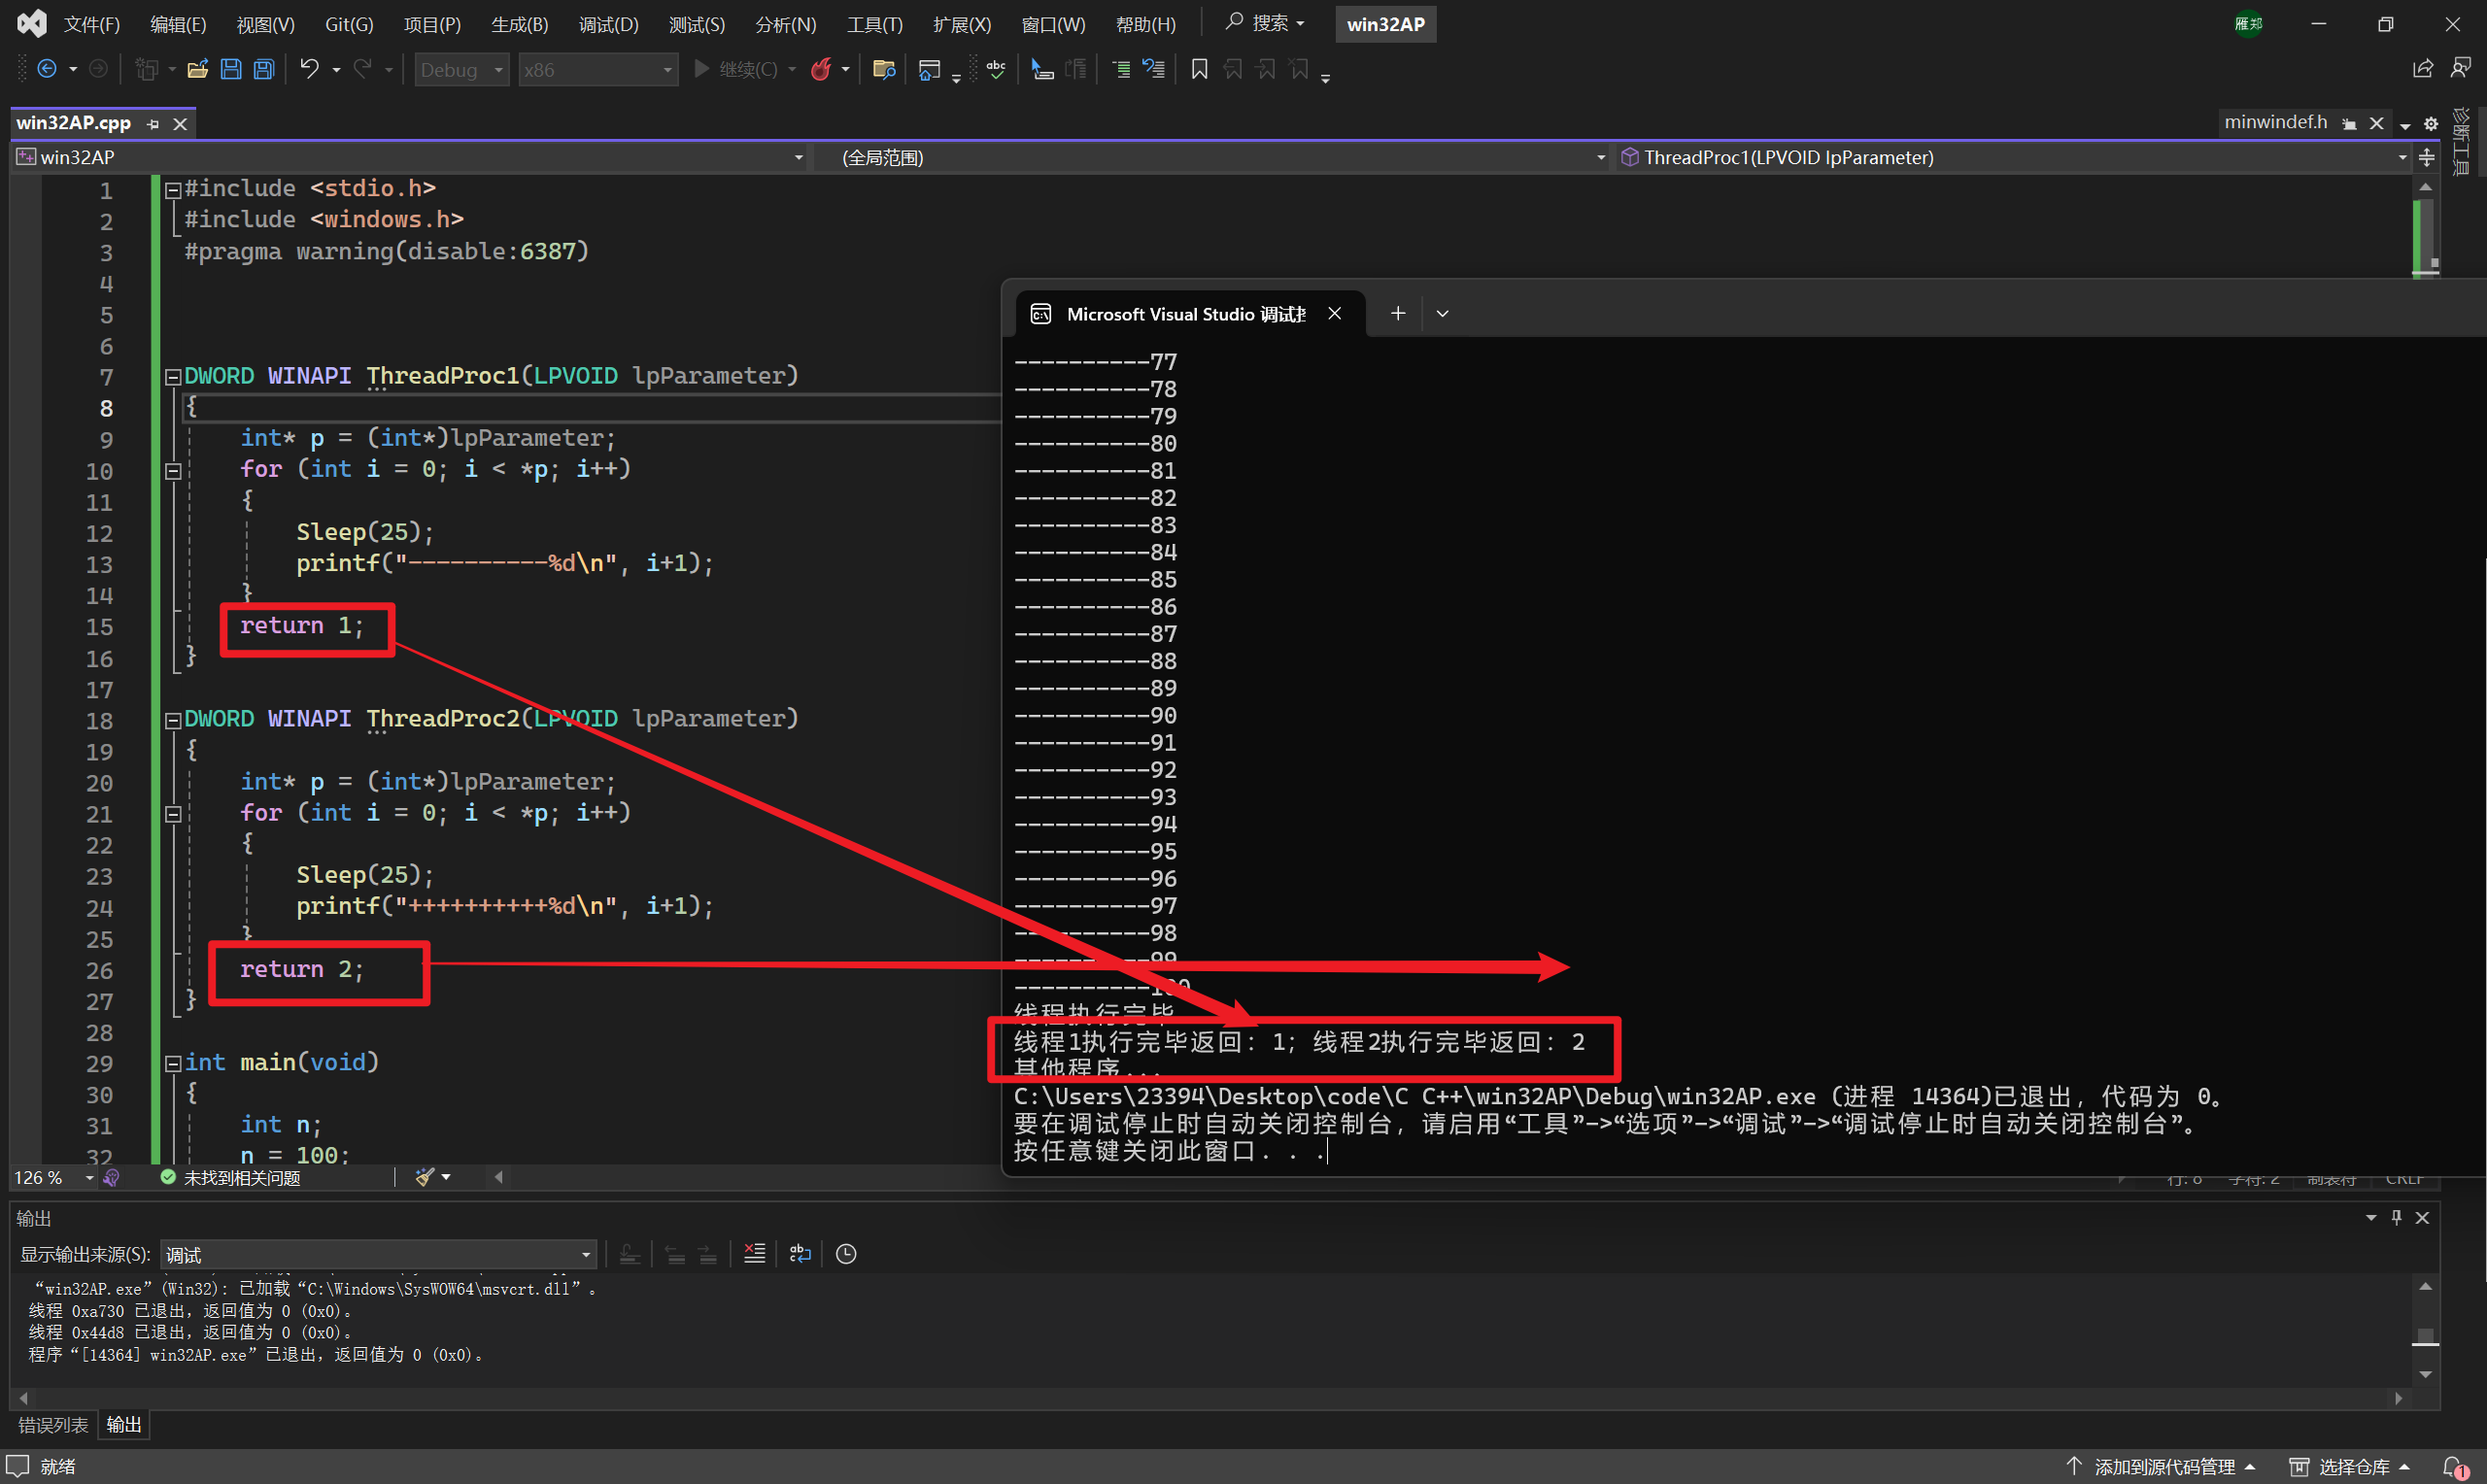 文件(F) 编辑(E) 视图(V) Git(G) 项目(P) 生成(B) 调试(D) 测试(S) 分析(N) 工具(T) 扩展(X) 窗口(W) 帮助(H) 搜索 win32AP 雁郑
Debug x86 继续(C)
win32AP.cpp minwindef.h
诊断工具
win32AP (全局范围) ThreadProc1(LPVOID lpParameter)
1 #include <stdio.h>
2 #include <windows.h>
3 #pragma warning(disable:6387)
4
5
6
7 DWORD WINAPI ThreadProc1(LPVOID lpParameter)
8 {
9 int* p = (int*)lpParameter;
10 for (int i = 0; i < *p; i++)
11 {
12 Sleep(25);
13 printf("----------%d\n", i+1);
14 }
15 return 1;
16 }
17
18 DWORD WINAPI ThreadProc2(LPVOID lpParameter)
19 {
20 int* p = (int*)lpParameter;
21 for (int i = 0; i < *p; i++)
22 {
23 Sleep(25);
24 printf("++++++++++%d\n", i+1);
25 }
26 return 2;
27 }
28
29 int main(void)
30 {
31 int n;
32 n = 100;
Microsoft Visual Studio 调试控
----------77
----------78
----------79
----------80
----------81
----------82
----------83
----------84
----------85
----------86
----------87
----------88
----------89
----------90
----------91
----------92
----------93
----------94
----------95
----------96
----------97
----------98
----------99
----------100
线程执行完毕
线程1执行完毕返回: 1; 线程2执行完毕返回: 2
其他程序...
C:\Users\23394\Desktop\code\C C++\win32AP\Debug\win32AP.exe (进程 14364)已退出，代码为 0。
要在调试停止时自动关闭控制台，请启用“工具”->“选项”->“调试”->“调试停止时自动关闭控制台”。
按任意键关闭此窗口. . .
126 % 未找到相关问题 行: 8 字符: 2 制表符 CRLF
输出
显示输出来源(S): 调试
“win32AP.exe”(Win32): 已加载“C:\Windows\SysWOW64\msvcrt.dll”。
线程 0xa730 已退出，返回值为 0 (0x0)。
线程 0x44d8 已退出，返回值为 0 (0x0)。
程序“[14364] win32AP.exe”已退出，返回值为 0 (0x0)。
错误列表 输出
就绪 添加到源代码管理 选择仓库 1